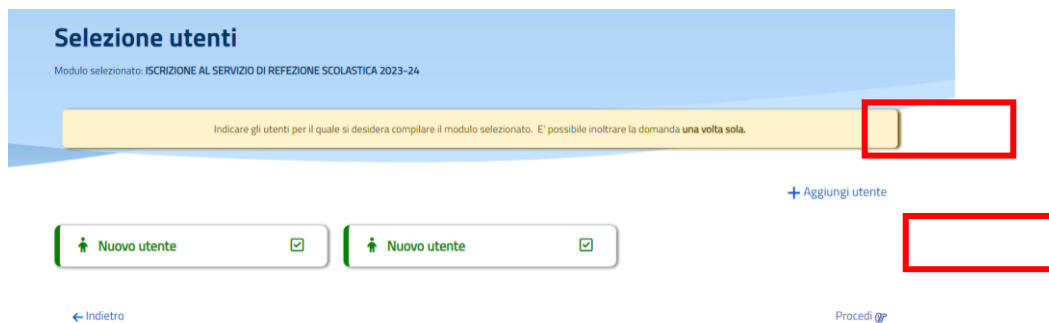 Selezione utenti
Modulo selezionato: ISCRIZIONE AL SERVIZIO DI REFEZIONE SCOLASTICA 2023-24
Indicare gli utenti per il quale si desidera compilare il modulo selezionato. E' possibile inoltrare la domanda una volta sola.
+ Aggiungi utente
Nuovo utente
Nuovo utente
← Indietro
Procedi